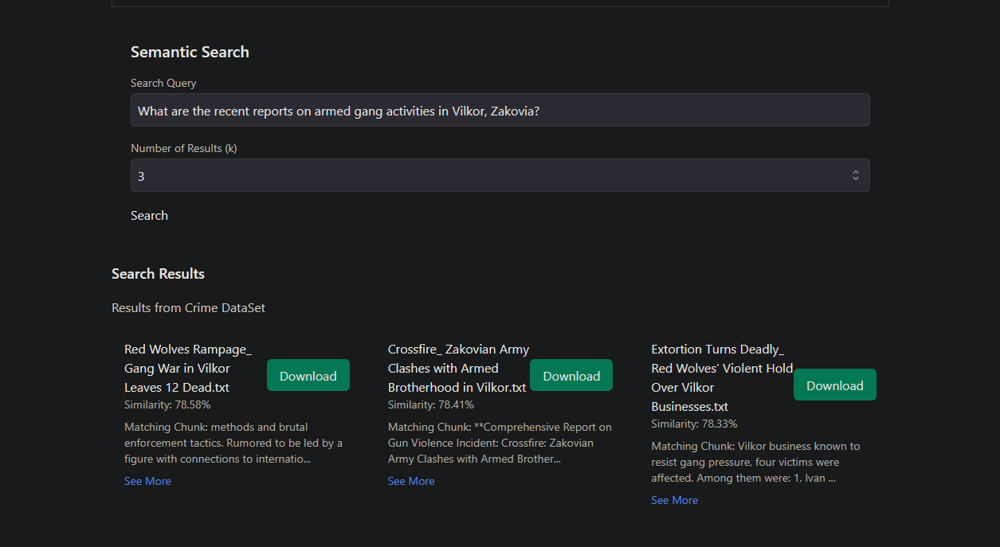 Semantic Search
Search Query
What are the recent reports on armed gang activities in Vilkor, Zakovia?
Number of Results (k)
3
Search
Search Results
Results from Crime DataSet
Red Wolves Rampage_
Gang War in Vilkor
Leaves 12 Dead.txt
Download
Similarity: 78.58%
Matching Chunk: methods and brutal
enforcement tactics. Rumored to be led by a
figure with connections to internatio...
See More
Crossfire_ Zakovian Army
Clashes with Armed
Brotherhood in Vilkor.txt
Download
Similarity: 78.41%
Matching Chunk: **Comprehensive Report on
Gun Violence Incident: Crossfire: Zakovian
Army Clashes with Armed Brother...
See More
Extortion Turns Deadly_
Red Wolves’ Violent Hold
Over Vilkor
Businesses.txt
Download
Similarity: 78.33%
Matching Chunk: Vilkor business known to
resist gang pressure, four victims were
affected. Among them were: 1. Ivan ...
See More